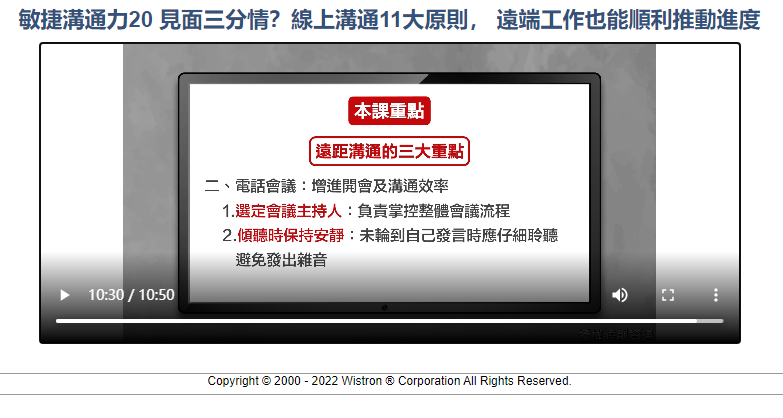 敏捷溝通力20 見面三分情？線上溝通11大原則， 遠端工作也能順利推動進度
本課重點
遠距溝通的三大重點
二、電話會議：增進開會及溝通效率
1.選定會議主持人：負責掌控整體會議流程
2.傾聽時保持安靜：未輪到自己發言時應仔細聆聽
避免發出雜音
10:30 / 10:50
Copyright © 2000 - 2022 Wistron ® Corporation All Rights Reserved.